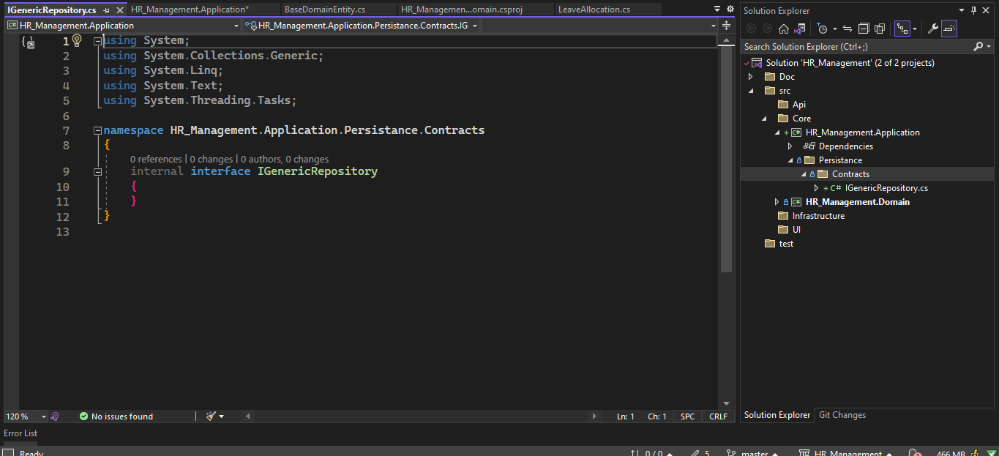 IGenericRepository.cs
HR_Management.Application*
BaseDomainEntity.cs
HR_Managemen...omain.csproj
LeaveAllocation.cs
HR_Management.Application
HR_Management.Application.Persistance.Contracts.IG
1 using System;
2 using System.Collections.Generic;
3 using System.Linq;
4 using System.Text;
5 using System.Threading.Tasks;
6
7 namespace HR_Management.Application.Persistance.Contracts
8 {
0 references | 0 changes | 0 authors, 0 changes
9 internal interface IGenericRepository
10 {
11 }
12 }
13
120 %
No issues found
Ln: 1 Ch: 1 SPC CRLF
Error List
Ready
0 / 0
5
master
HR_Management
466 MB
Solution Explorer
Search Solution Explorer (Ctrl+;)
Solution 'HR_Management' (2 of 2 projects)
Doc
src
Api
Core
C# HR_Management.Application
Dependencies
Persistance
Contracts
+ C# IGenericRepository.cs
C# HR_Management.Domain
Infrastructure
UI
test
Solution Explorer
Git Changes